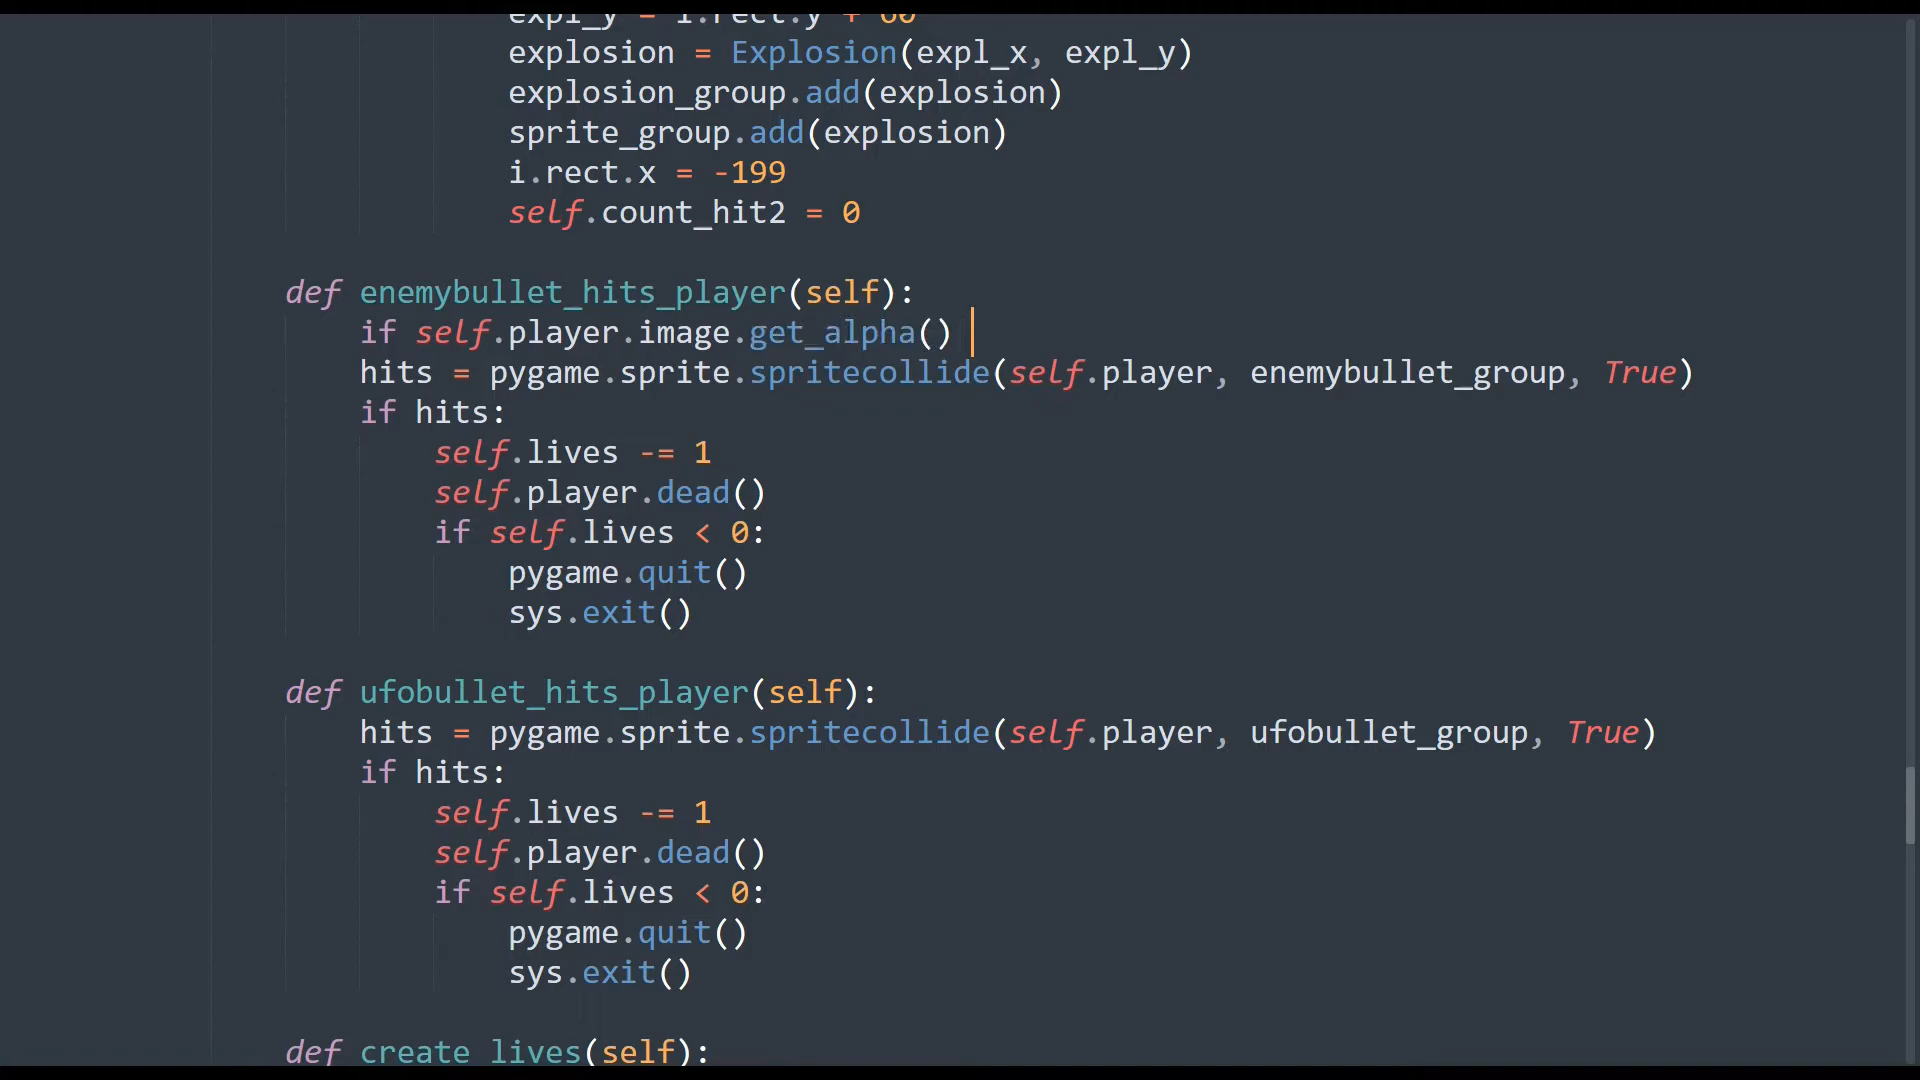 expl_y = i.rect.y + 60
explosion = Explosion(expl_x, expl_y)
explosion_group.add(explosion)
sprite_group.add(explosion)
i.rect.x = -199
self.count_hit2 = 0
def enemybullet_hits_player(self):
if self.player.image.get_alpha()
hits = pygame.sprite.spritecollide(self.player, enemybullet_group, True)
if hits:
self.lives -= 1
self.player.dead()
if self.lives < 0:
pygame.quit()
sys.exit()
def ufobullet_hits_player(self):
hits = pygame.sprite.spritecollide(self.player, ufobullet_group, True)
if hits:
self.lives -= 1
self.player.dead()
if self.lives < 0:
pygame.quit()
sys.exit()
def create_lives(self):